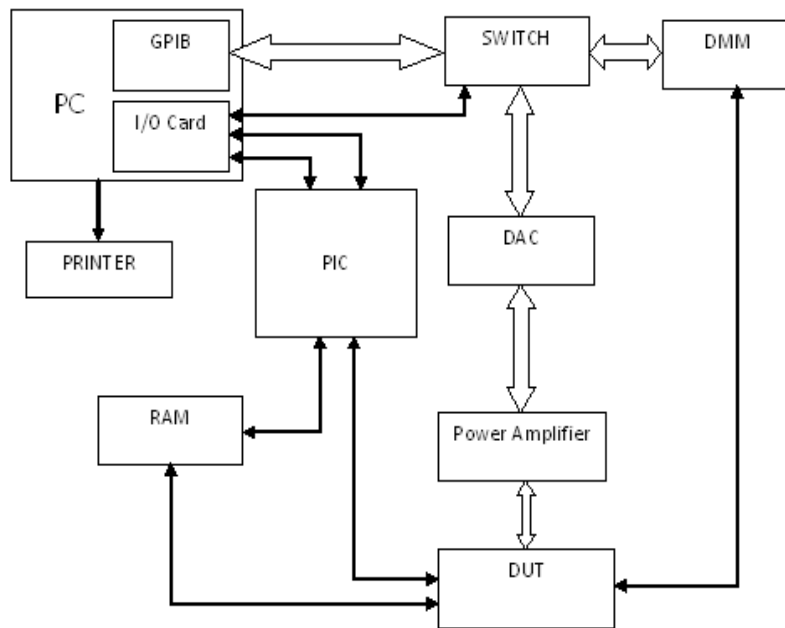 GPIB
SWITCH
DMM
PC
I/O Card
DAC
PRINTER
PIC
RAM
Power Amplifier
DUT